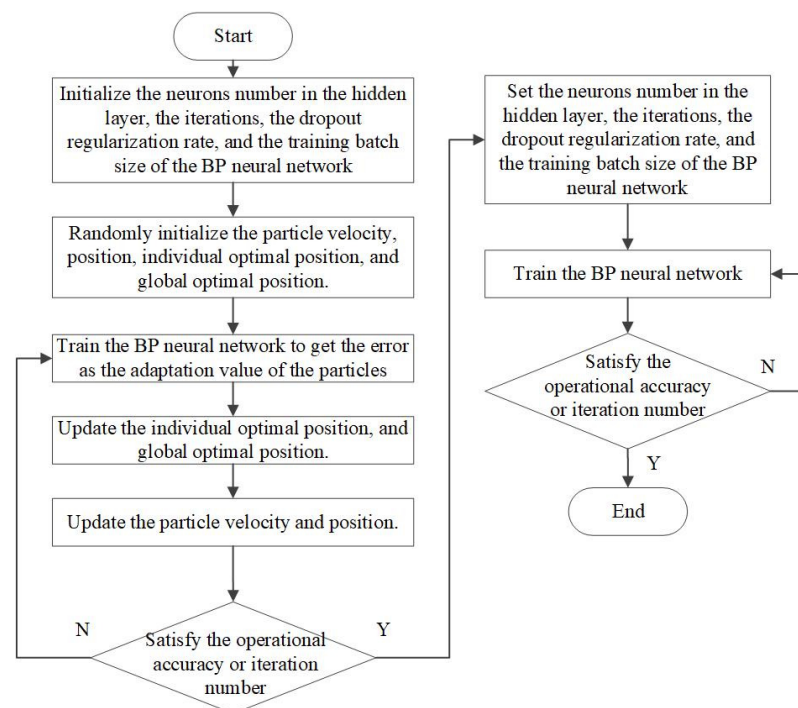 Start
Initialize the neurons number in the hidden
layer, the iterations, the dropout
regularization rate, and the training batch
size of the BP neural network
Randomly initialize the particle velocity,
position, individual optimal position, and
global optimal position.
Train the BP neural network to get the error
as the adaptation value of the particles
Update the individual optimal position, and
global optimal position.
Update the particle velocity and position.
N
Satisfy the operational
accuracy or iteration
number
Y
Set the neurons number in the
hidden layer, the iterations, the
dropout regularization rate, and
the training batch size of the BP
neural network
Train the BP neural network
Satisfy the
operational accuracy
or iteration number
N
Y
End